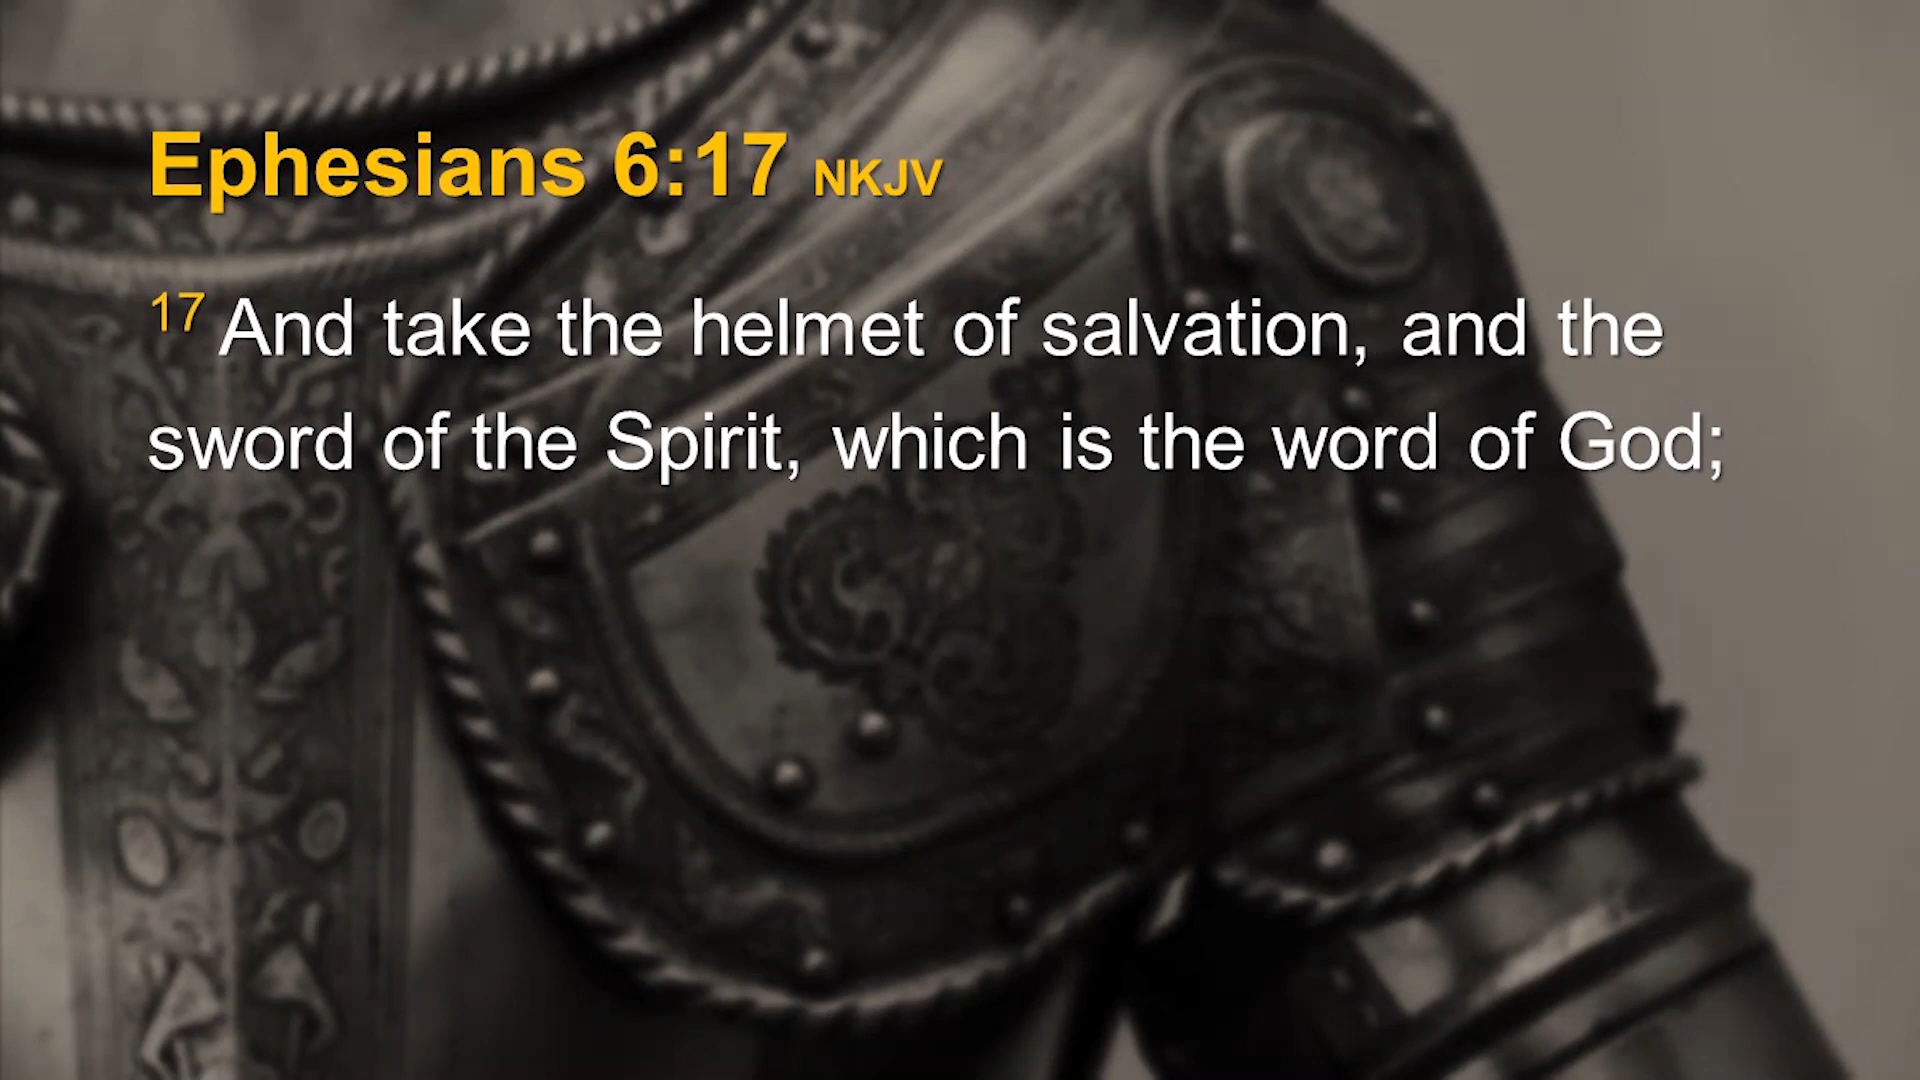 Ephesians 6:17 NKJV
17 And take the helmet of salvation, and the
sword of the Spirit, which is the word of God;